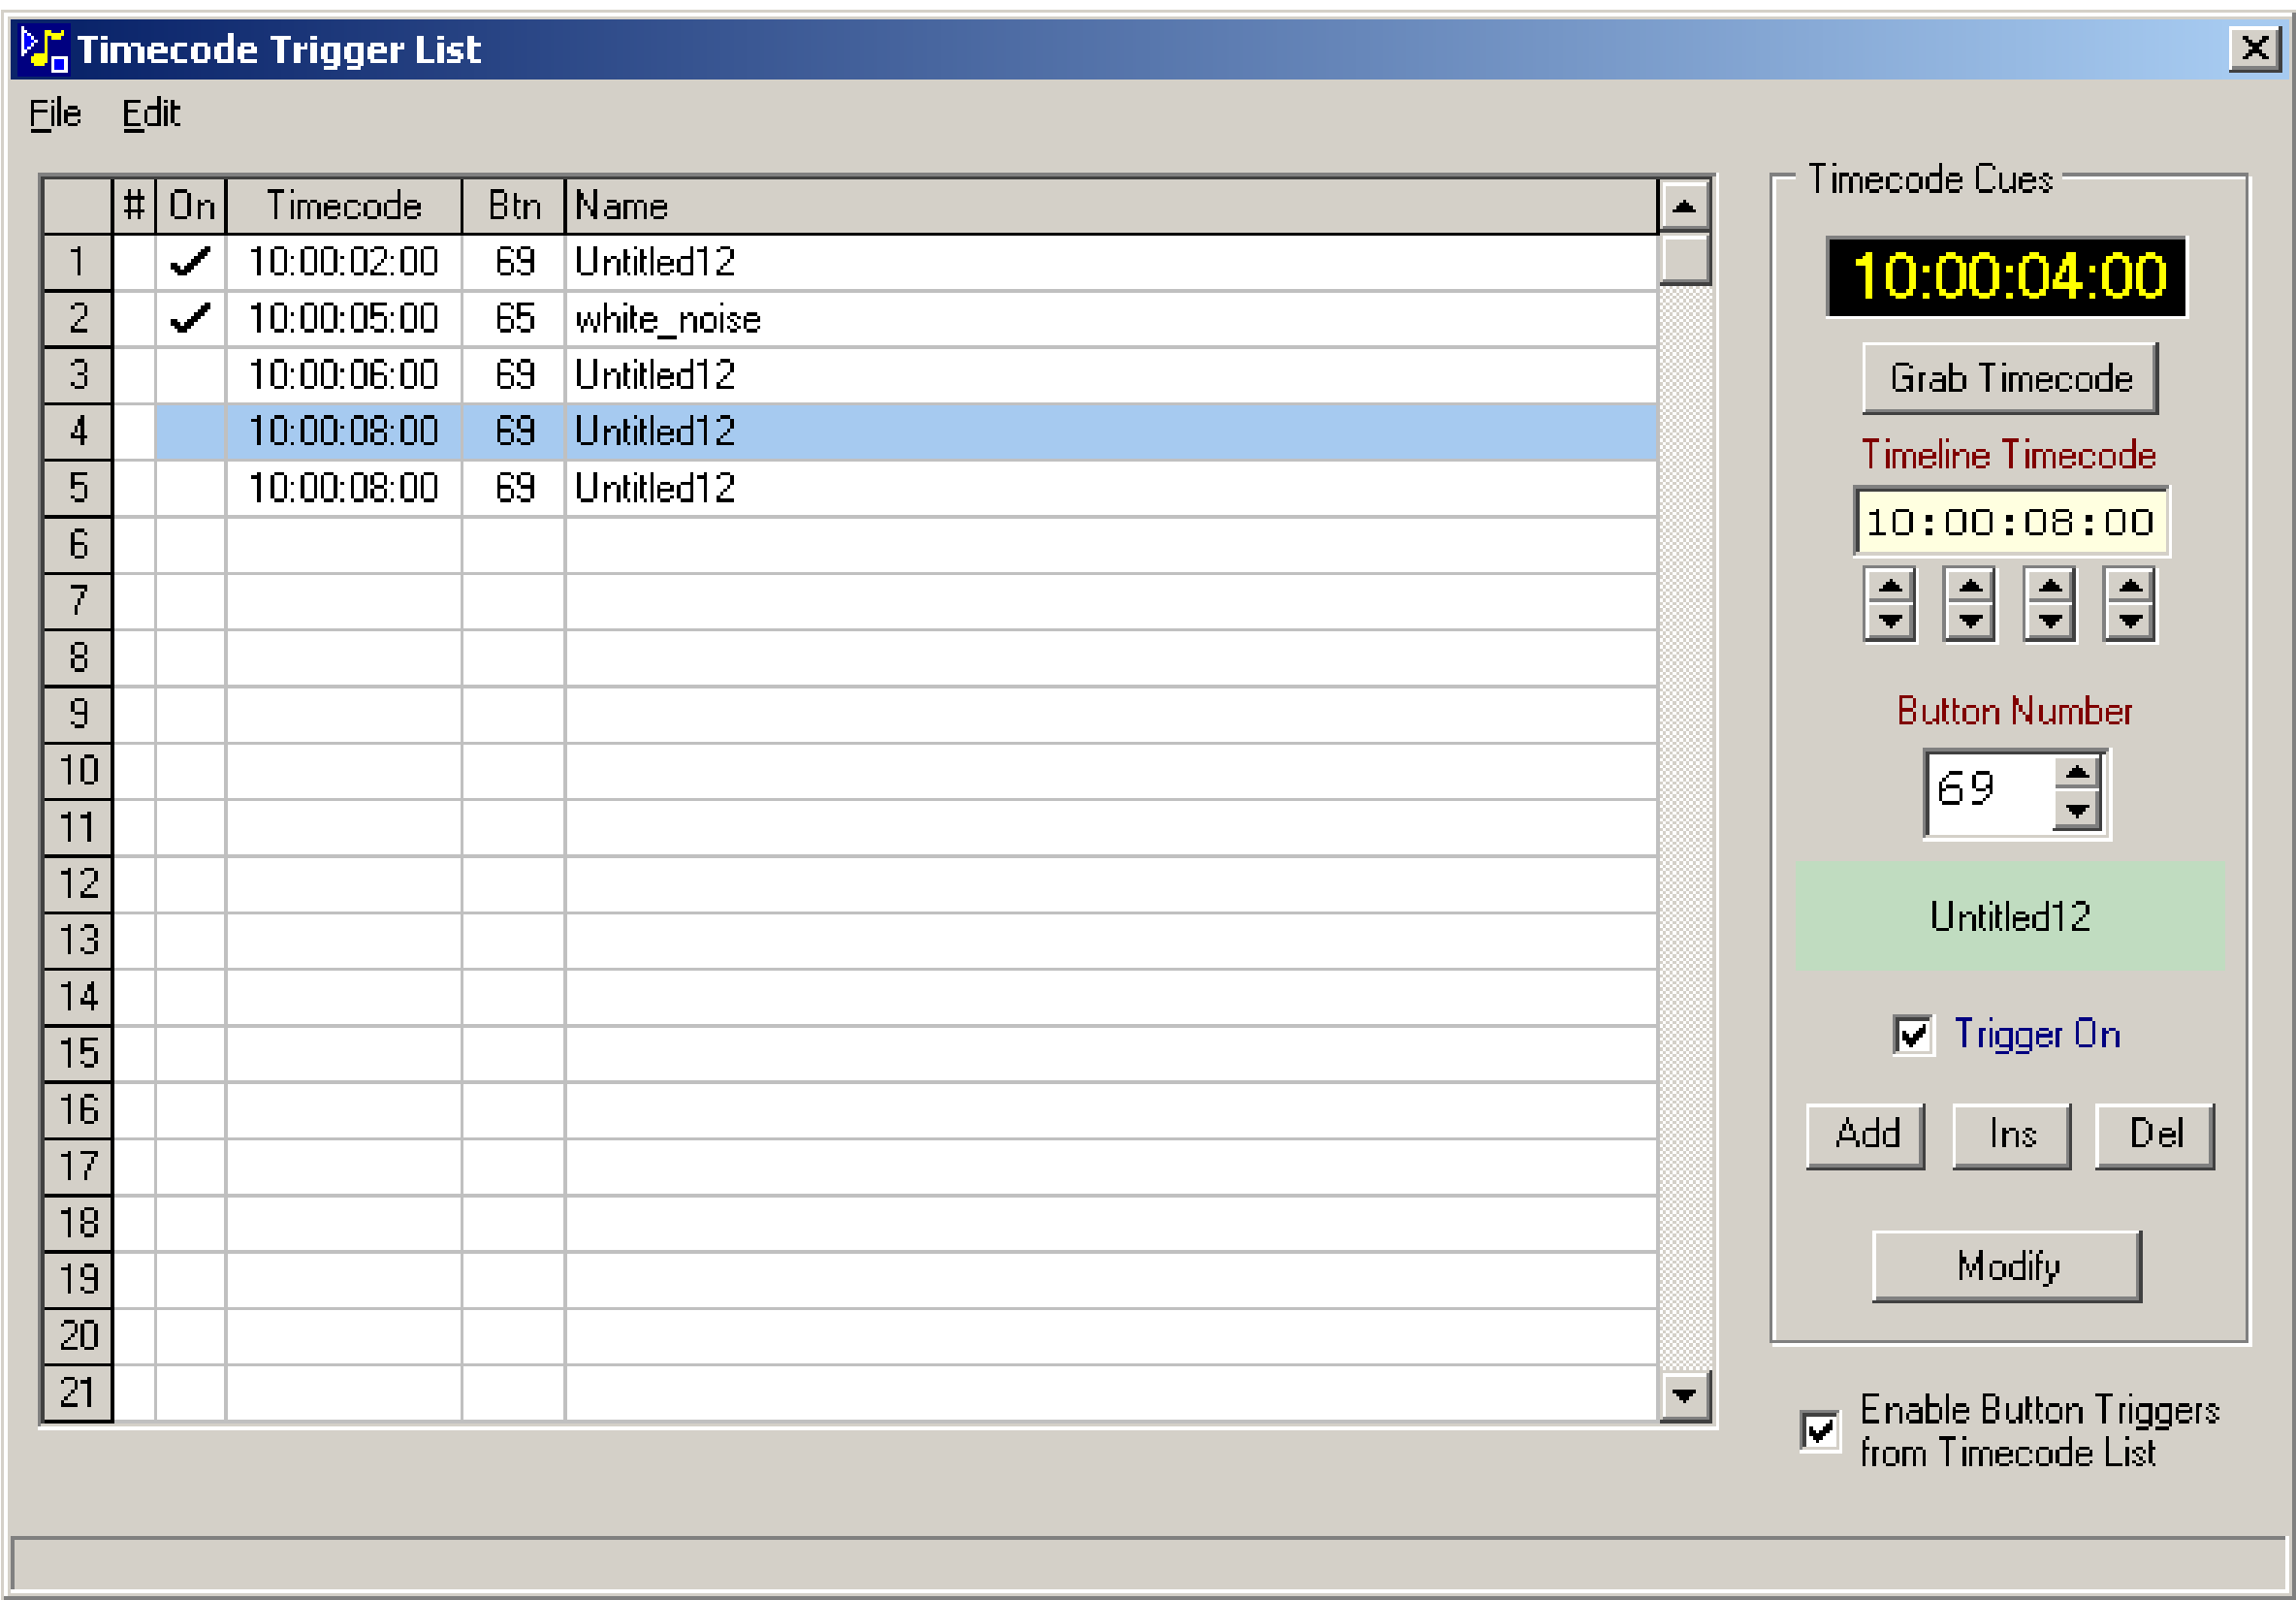 Timecode Trigger List
File Edit
# On Timecode Btn Name
1 10:00:02:00 69 Untitled12
2 10:00:05:00 65 white_noise
3 10:00:06:00 69 Untitled12
4 10:00:08:00 69 Untitled12
5 10:00:08:00 69 Untitled12
6
7
8
9
10
11
12
13
14
15
16
17
18
19
20
21
Timecode Cues
10:00:04:00
Grab Timecode
Timeline Timecode
10:00:08:00
Button Number
69
Untitled12
Trigger On
Add Ins Del
Modify
Enable Button Triggers
from Timecode List